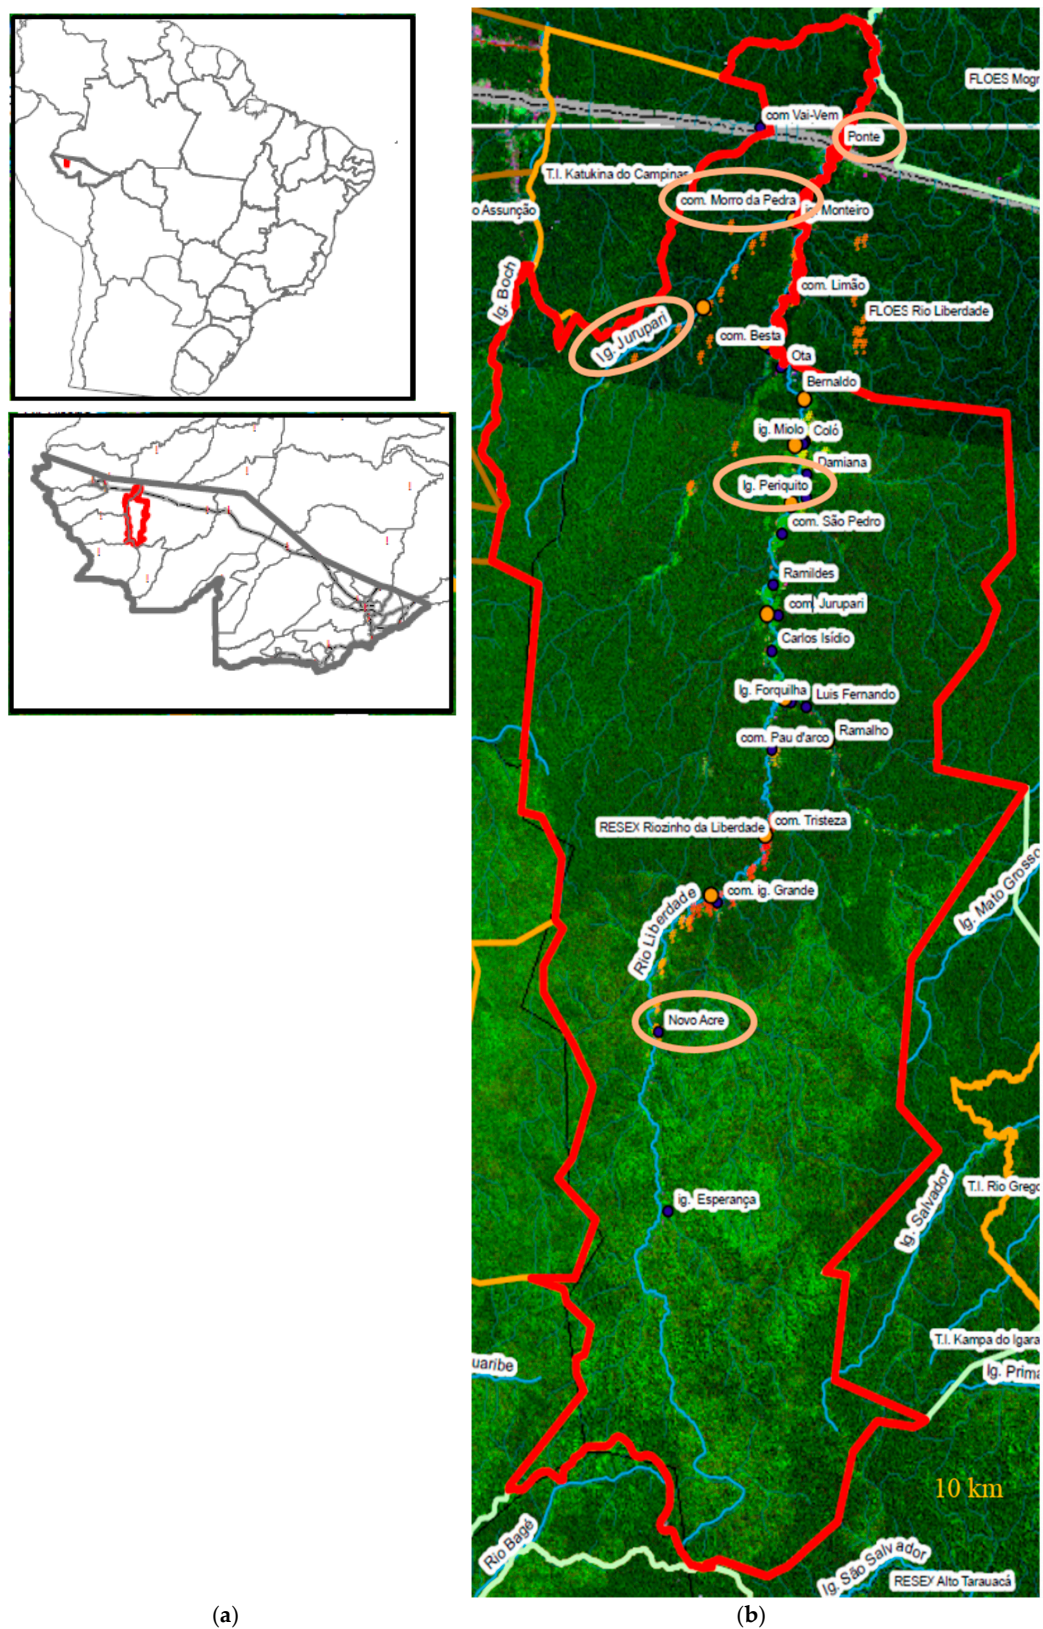 FLOES Mogn
com Vai-Vem
Ponte
T.I. Katukina do Campinas
com. Morro da Pedra
o Assunção
ig. Monteiro
Ig. Boch
com. Limão
FLOES Rio Liberdade
Ig. Jurupari
com. Besta
Ota
Bernaldo
ig. Miolo
Coló
Damiana
Ig. Periquito
com. São Pedro
Ramildes
com. Jurupari
Carlos Isídio
Ig. Forquilha
Luis Fernando
com. Pau d'arco
Ramalho
RESEX Riozinho da Liberdade
com. Tristeza
com. ig. Grande
Rio Liberdade
Ig. Mato Grosso
Novo Acre
T.I. Rio Grego
ig. Esperança
Ig. Salvador
T.I. Kampa do Igara
uaribe
Ig. Prima
10 km
Rio Bagé
Ig. São Salvador
RESEX Alto Tarauacá
(a)
(b)